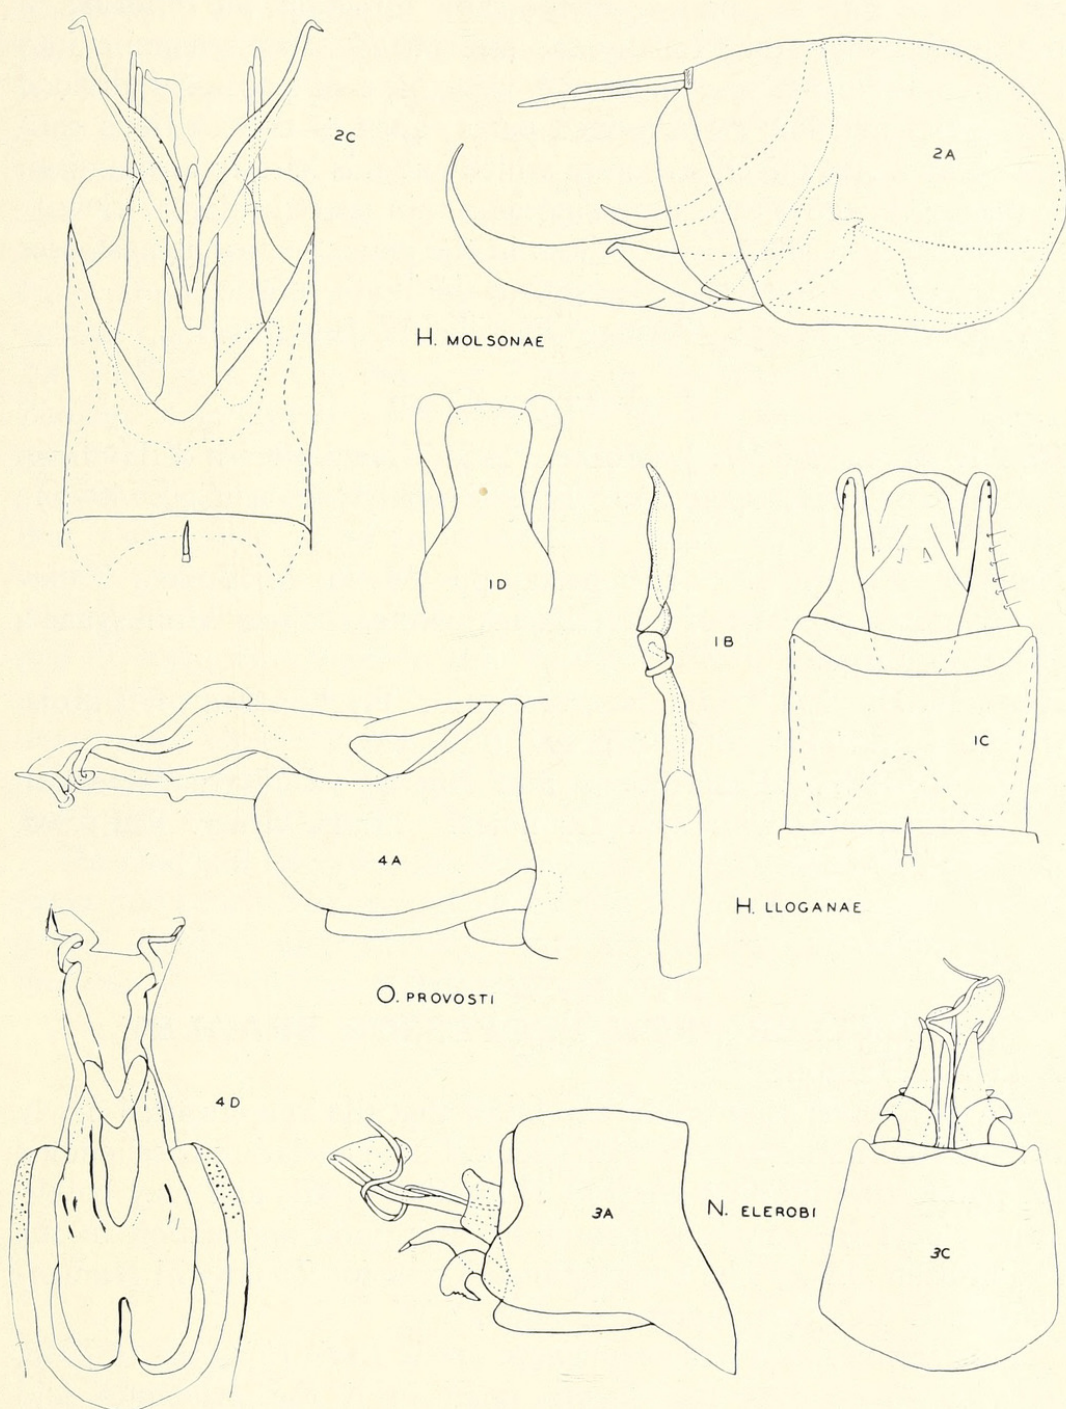 2C
2A
H. MOLSONAE
1D
1B
1C
4A
H. LLOGANAE
O. PROVOSTI
4D
3A
N. ELEROBI
3C